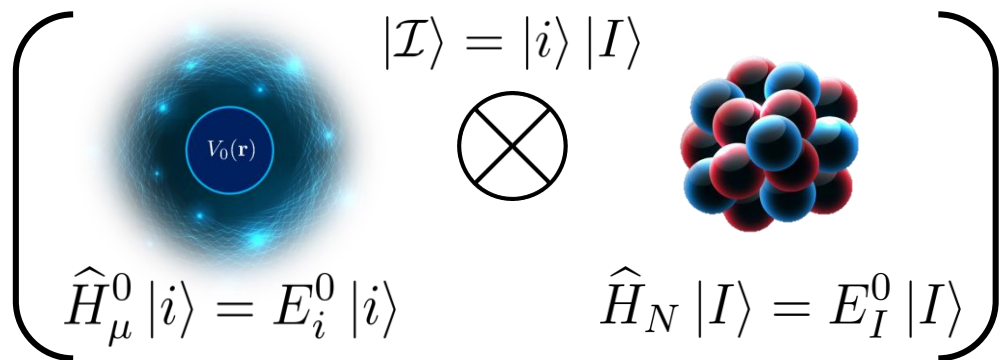 |ℐ⟩ = |i⟩ |I⟩
V₀(𝐫)
Ĥ⁰_μ |i⟩ = E⁰_i |i⟩
Ĥ_N |I⟩ = E⁰_I |I⟩